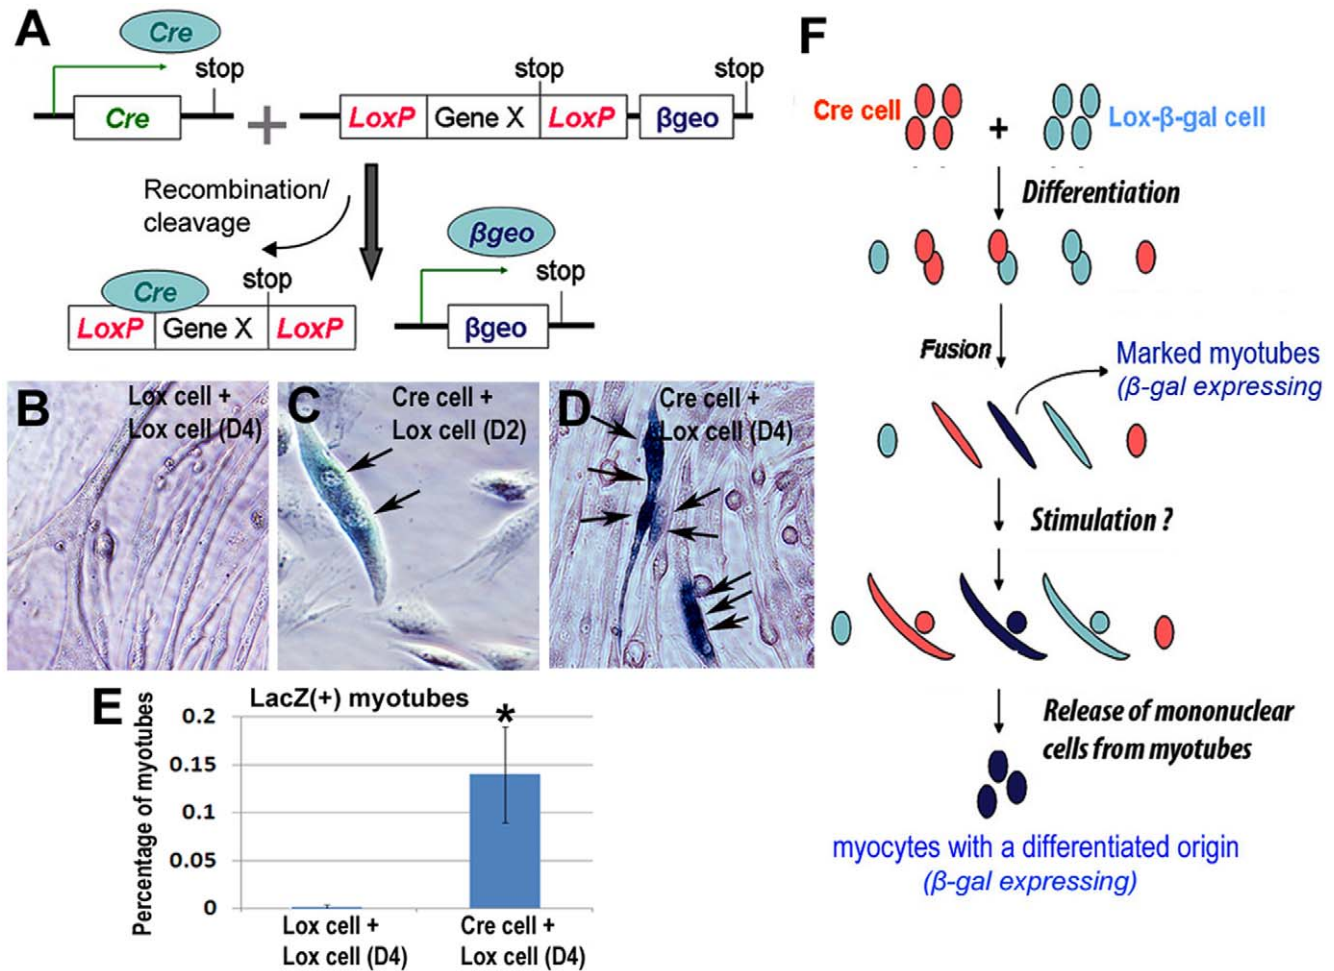 A
Cre
stop
stop
stop
Cre
+
LoxP
Gene X
LoxP
βgeo
Recombination/
cleavage
βgeo
stop
stop
Cre
LoxP
Gene X
LoxP
βgeo
B
Lox cell +
Lox cell (D4)
C
Cre cell +
Lox cell (D2)
D
Cre cell +
Lox cell (D4)
E
LacZ(+) myotubes
Percentage of myotubes
0.2
0.15
0.1
0.05
0
*
Lox cell +
Lox cell (D4)
Cre cell +
Lox cell (D4)
F
Cre cell
+
Lox-β-gal cell
Differentiation
Fusion
Marked myotubes
(β-gal expressing
Stimulation ?
Release of mononuclear
cells from myotubes
myocytes with a differentiated origin
(β-gal expressing)